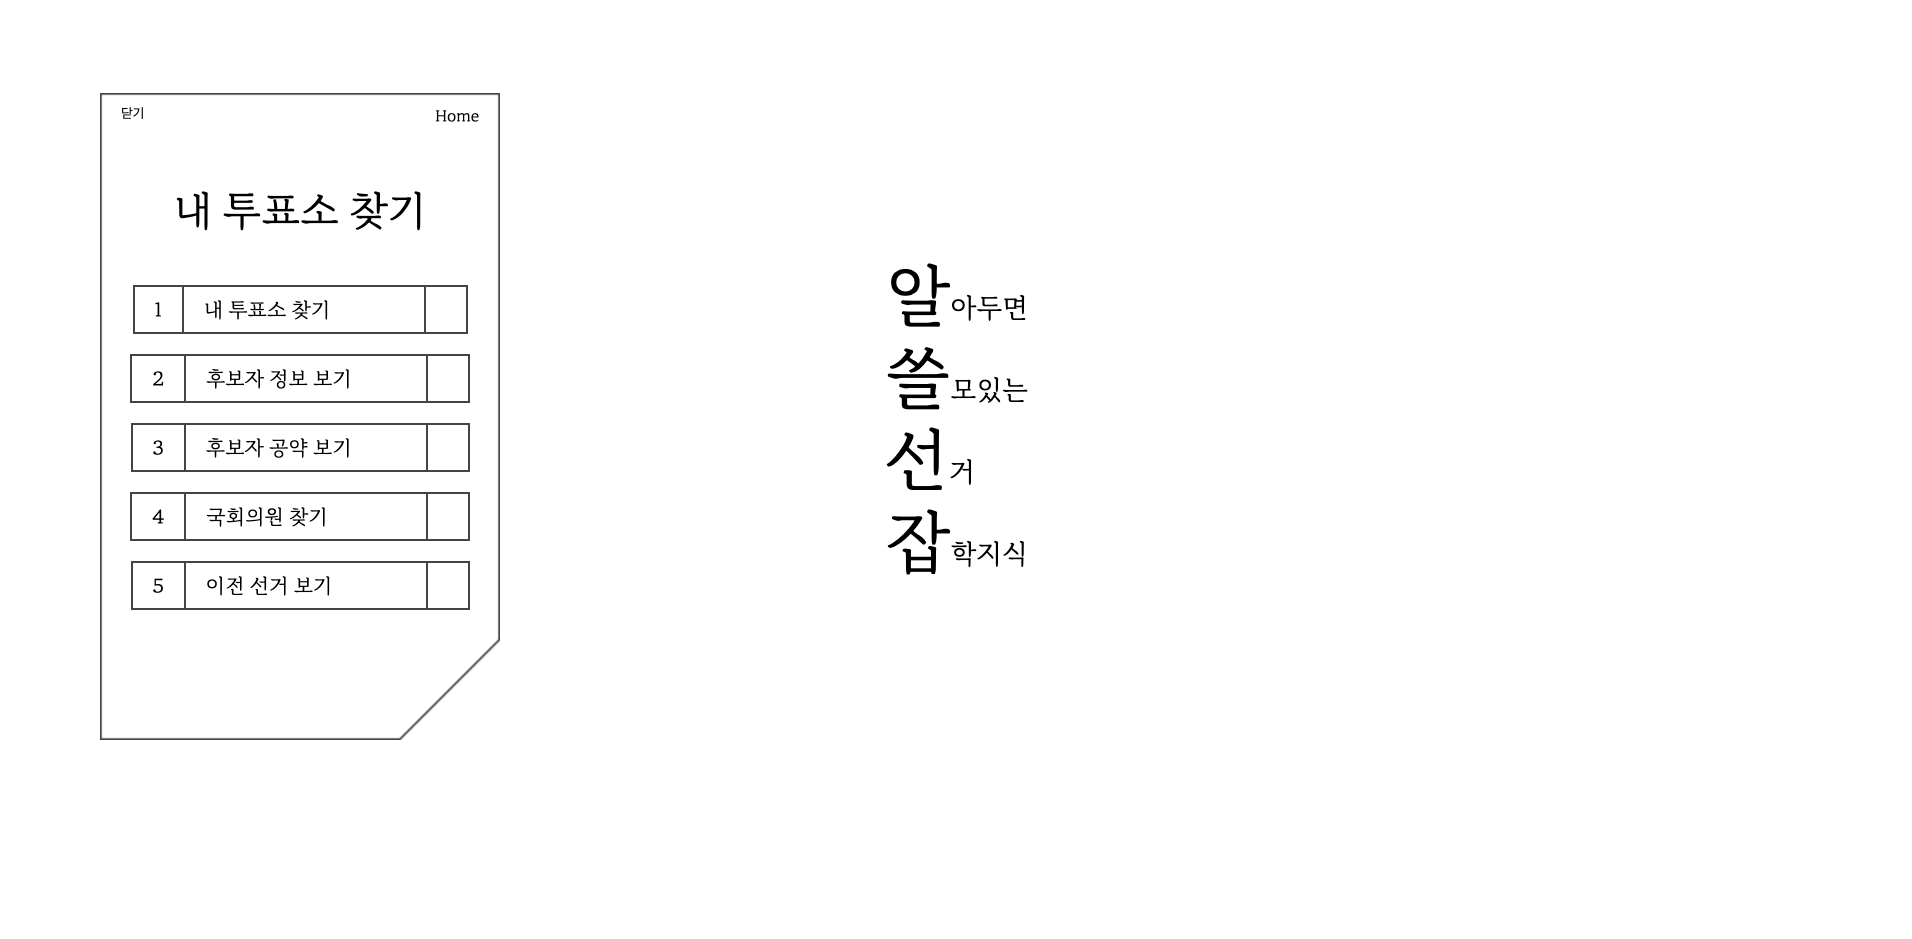 닫기
Home
내 투표소 찾기
1 내 투표소 찾기
2 후보자 정보 보기
3 후보자 공약 보기
4 국회의원 찾기
5 이전 선거 보기
알아두면
쓸모있는
선거
잡학지식